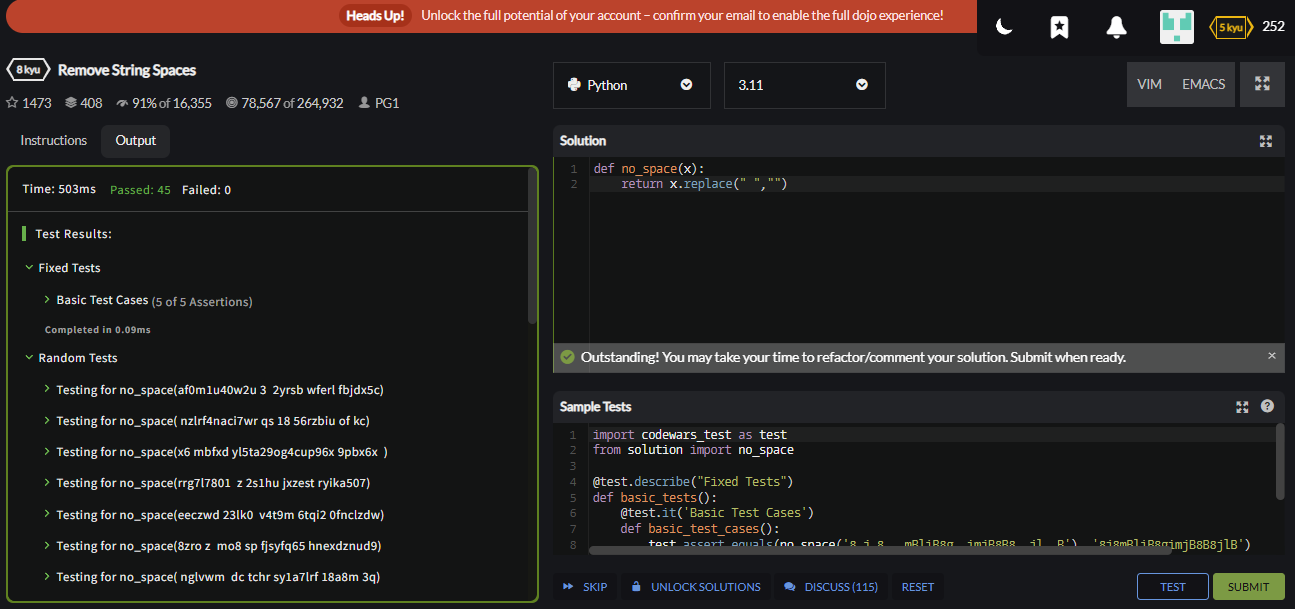 Heads Up! Unlock the full potential of your account – confirm your email to enable the full dojo experience!
5 kyu 252
8 kyu Remove String Spaces
1473 408 91% of 16,355 78,567 of 264,932 PG1
Instructions Output
Time: 503ms Passed: 45 Failed: 0
Test Results:
Fixed Tests
Basic Test Cases (5 of 5 Assertions)
Completed in 0.09ms
Random Tests
Testing for no_space(af0m1u40w2u 3  2yrsb wferl fbjdx5c)
Testing for no_space( nzlrf4naci7wr qs 18 56rzbiu of kc)
Testing for no_space(x6 mbfxd yl5ta29og4cup96x 9pbx6x  )
Testing for no_space(rrg7l7801  z 2s1hu jxzest ryika507)
Testing for no_space(eeczwd 23lk0  v4t9m 6tqi2 0fnclzdw)
Testing for no_space(8zro z  mo8 sp fjsyfq65 hnexdznud9)
Testing for no_space( nglvwm  dc tchr sy1a7lrf 18a8m 3q)
Python 3.11 VIM EMACS
Solution
1 def no_space(x):
2     return x.replace(" ","")
Outstanding! You may take your time to refactor/comment your solution. Submit when ready. ×
Sample Tests
1 import codewars_test as test
2 from solution import no_space
3
4 @test.describe("Fixed Tests")
5 def basic_tests():
6     @test.it('Basic Test Cases')
7     def basic_test_cases():
8         test.assert_equals(no_space('8 j 8   mBliB8g  imjB8B8  jl  B'), '8j8mBliB8gimjB8B8jlB')
SKIP UNLOCK SOLUTIONS DISCUSS (115) RESET TEST SUBMIT